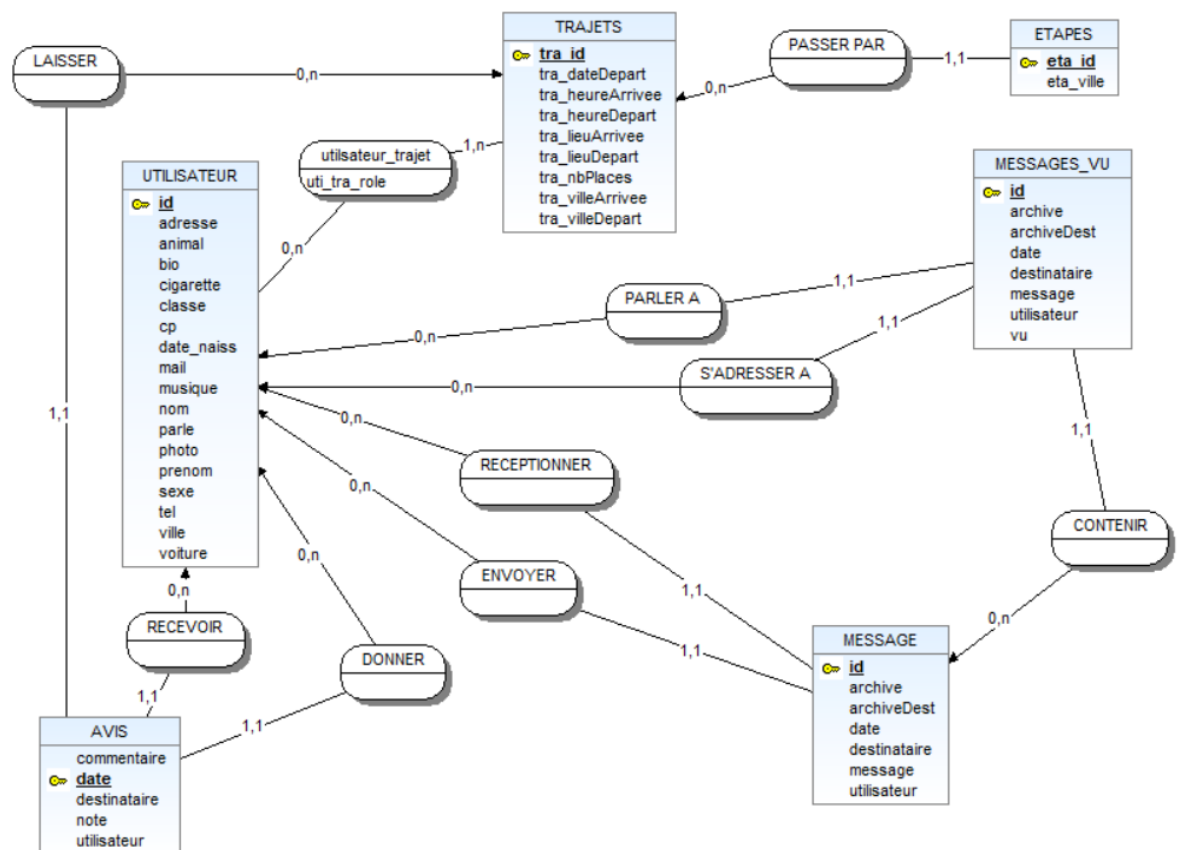 TRAJETS
tra_id
tra_dateDepart
tra_heureArrivee
tra_heureDepart
tra_lieuArrivee
tra_lieuDepart
tra_nbPlaces
tra_villeArrivee
tra_villeDepart
LAISSER
0,n
1,1
PASSER PAR
0,n
1,1
ETAPES
eta_id
eta_ville
utilsateur_trajet
uti_tra_role
1,n
0,n
UTILISATEUR
id
adresse
animal
bio
cigarette
classe
cp
date_naiss
mail
musique
nom
parle
photo
prenom
sexe
tel
ville
voiture
MESSAGES_VU
id
archive
archiveDest
date
destinataire
message
utilisateur
vu
PARLER A
0,n
1,1
S'ADRESSER A
0,n
1,1
RECEPTIONNER
0,n
1,1
ENVOYER
0,n
1,1
CONTENIR
1,1
0,n
RECEVOIR
0,n
1,1
DONNER
0,n
1,1
MESSAGE
id
archive
archiveDest
date
destinataire
message
utilisateur
AVIS
commentaire
date
destinataire
note
utilisateur